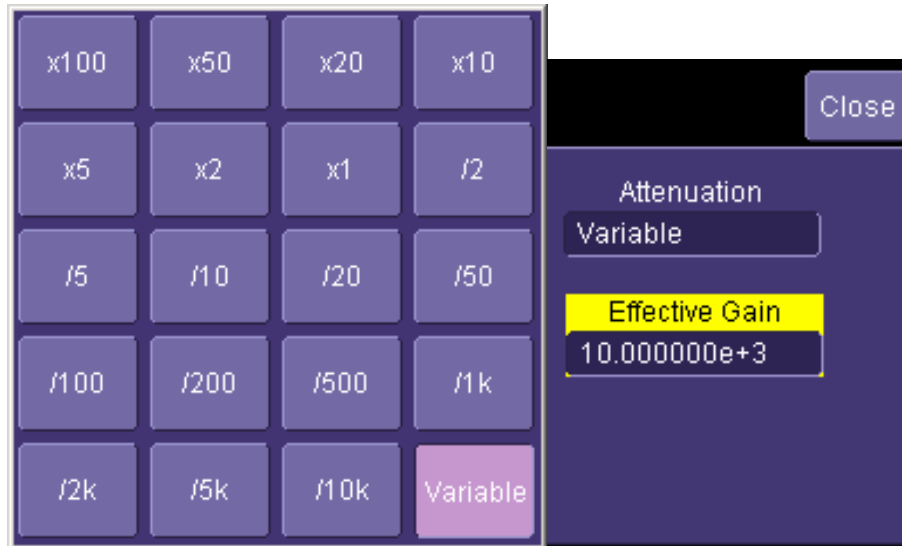 x100 x50 x20 x10
x5 x2 x1 /2
/5 /10 /20 /50
/100 /200 /500 /1k
/2k /5k /10k Variable
Close
Attenuation
Variable
Effective Gain
10.000000e+3